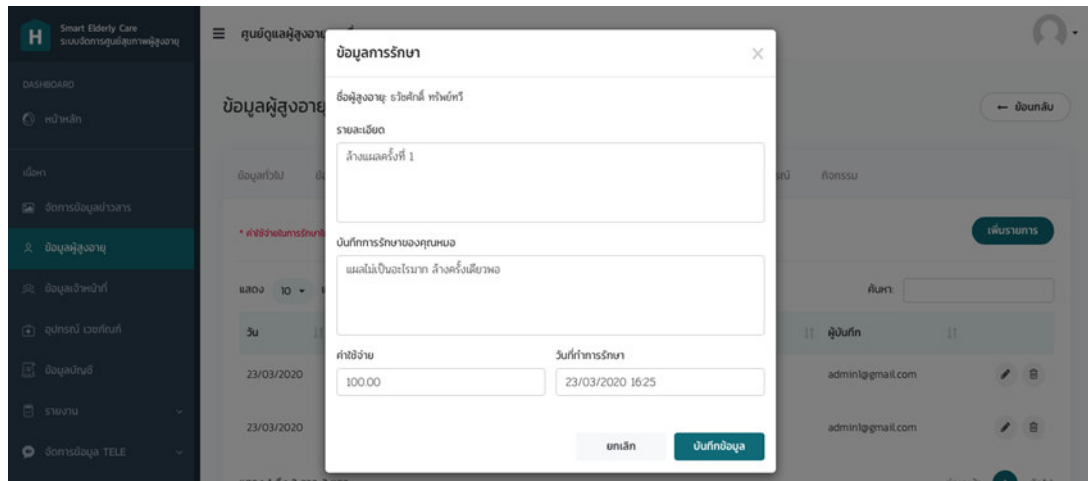 Smart Elderly Care
ระบบจัดการศูนย์สุขภาพผู้สูงอายุ
ศูนย์ดูแลผู้สูงอายุ
DASHBOARD
หน้าหลัก
เนื้อหา
จัดการข้อมูลข่าวสาร
ข้อมูลผู้สูงอายุ
ข้อมูลเจ้าหน้าที่
อุปกรณ์ เวชภัณฑ์
ข้อมูลบัญชี
รายงาน
จัดการข้อมูล TELE
ข้อมูลผู้สูงอายุ
← ย้อนกลับ
ข้อมูลทั่วไป
กิจกรรม
เพิ่มรายการ
แสดง 10
ค้นหา:
วัน
ผู้บันทึก
23/03/2020
admin1@gmail.com
23/03/2020
admin1@gmail.com
ข้อมูลการรักษา
ชื่อผู้สูงอายุ: ธวัชศักดิ์ ทรัพย์ทวี
รายละเอียด
ล้างแผลครั้งที่ 1
บันทึกการรักษาของคุณหมอ
แผลไม่เป็นอะไรมาก ล้างครั้งเดียวพอ
ค่าใช้จ่าย
วันที่ทำการรักษา
100.00
23/03/2020 16:25
ยกเลิก
บันทึกข้อมูล